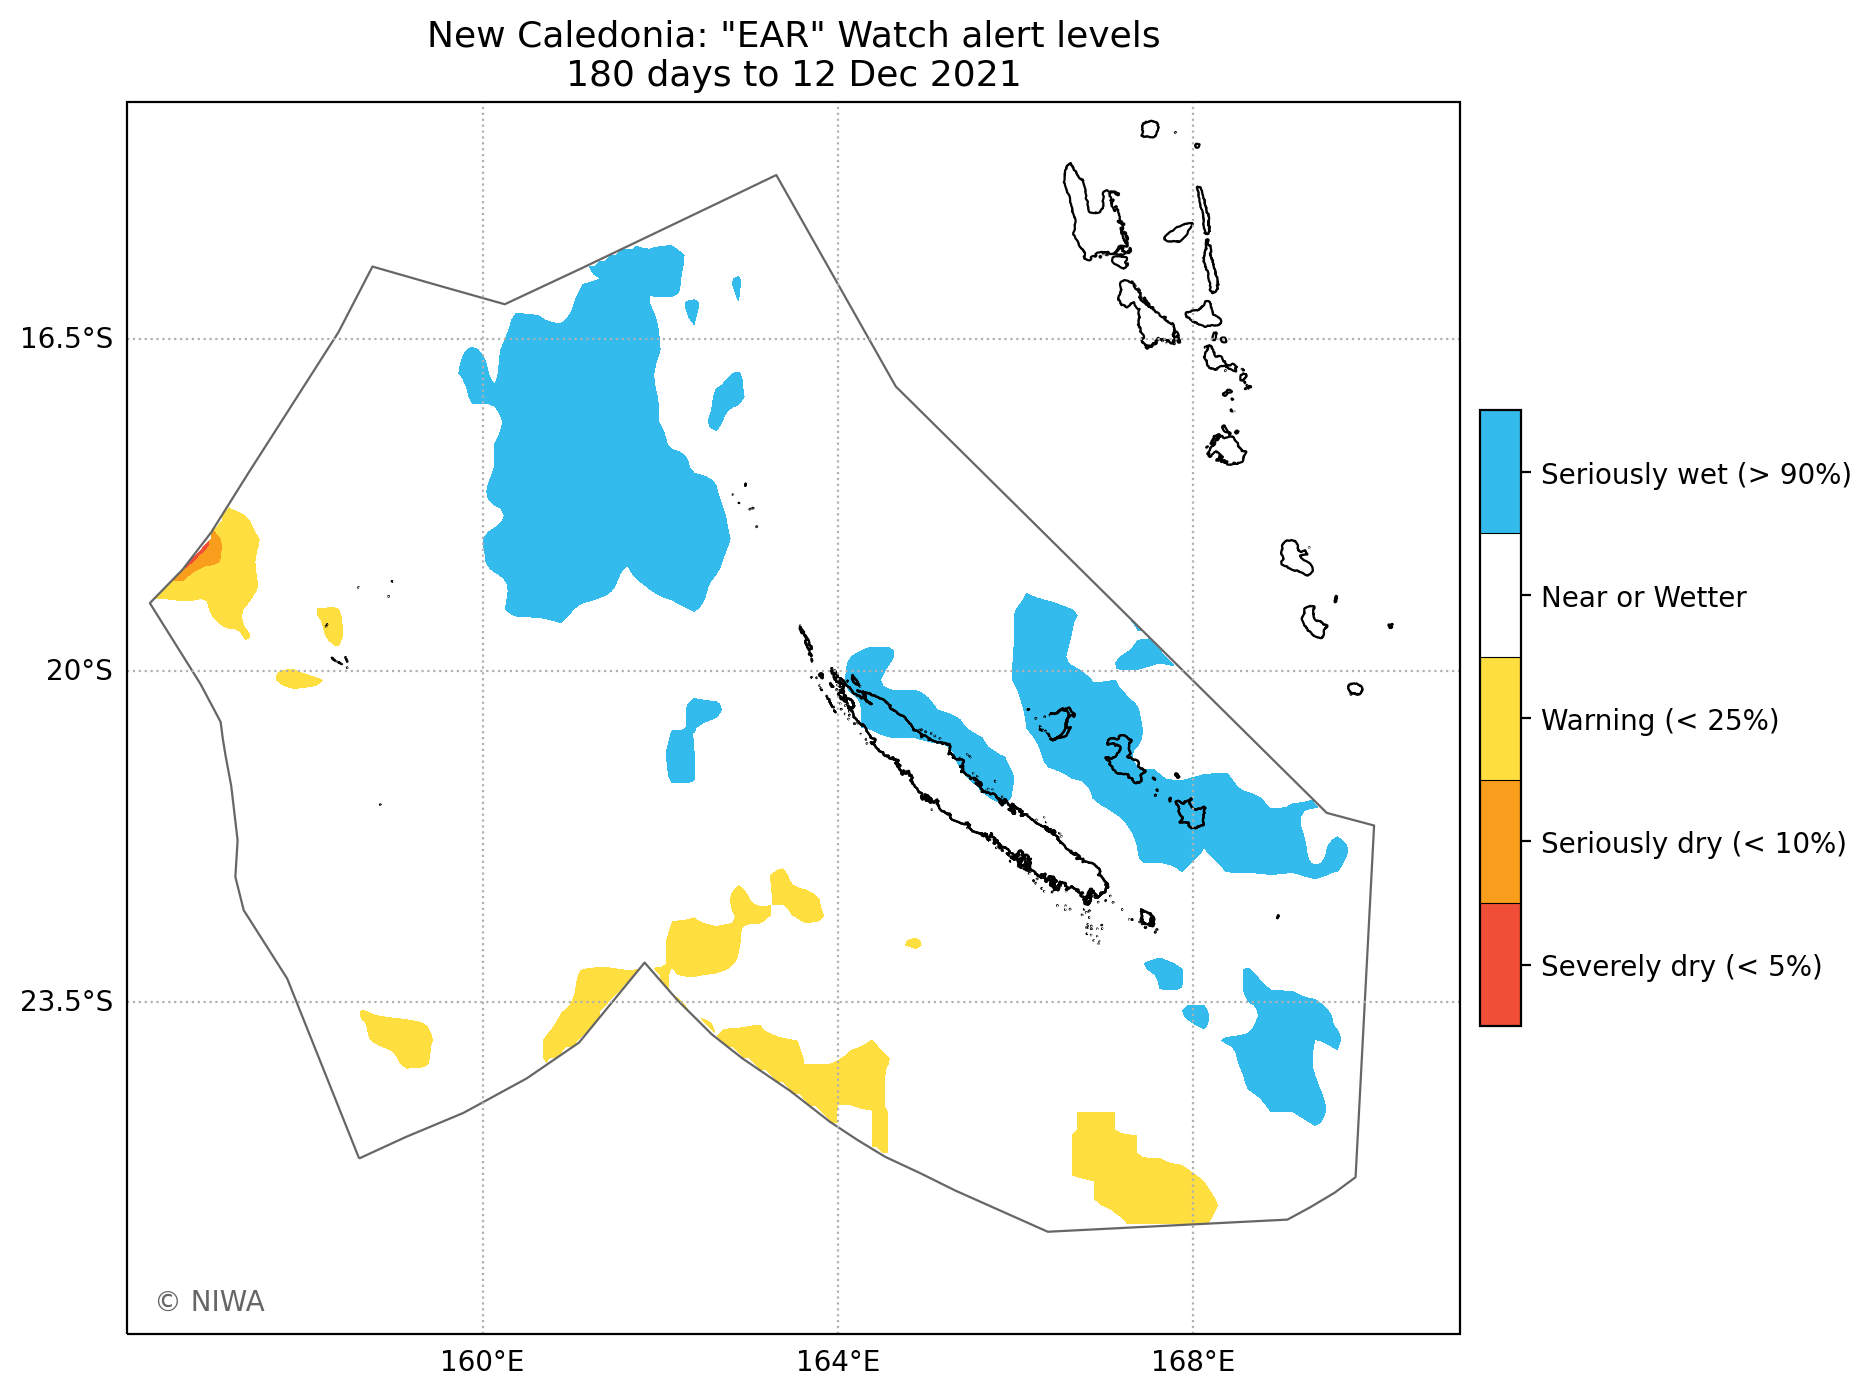 New Caledonia: "EAR" Watch alert levels
180 days to 12 Dec 2021
16.5°S
20°S
23.5°S
160°E
164°E
168°E
Seriously wet (> 90%)
Near or Wetter
Warning (< 25%)
Seriously dry (< 10%)
Severely dry (< 5%)
© NIWA